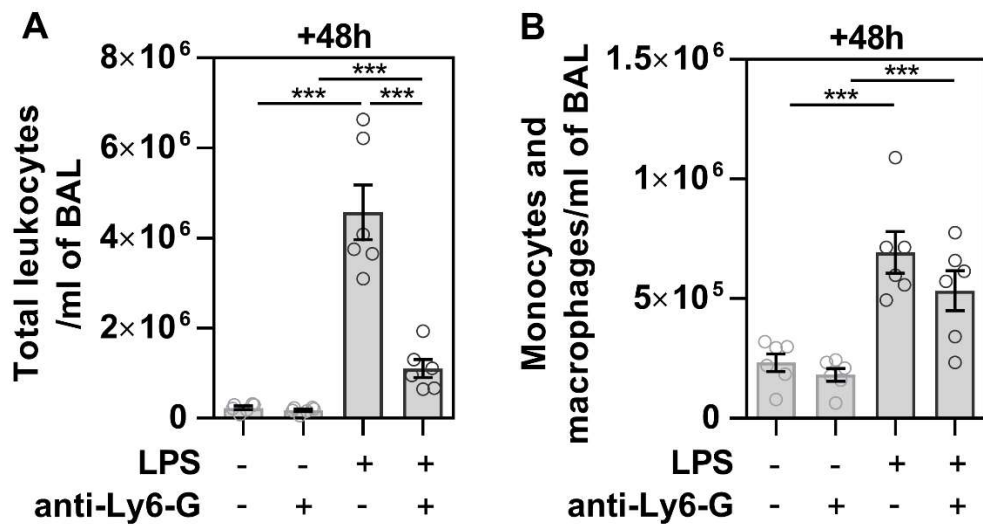 A
+48h
Total leukocytes
/ml of BAL
8×10⁶
6×10⁶
4×10⁶
2×10⁶
0
***
*** ***
LPS - - + +
anti-Ly6-G - + - +
B
+48h
Monocytes and
macrophages/ml of BAL
1.5×10⁶
1×10⁶
5×10⁵
0
***
***
LPS - - + +
anti-Ly6-G - + - +